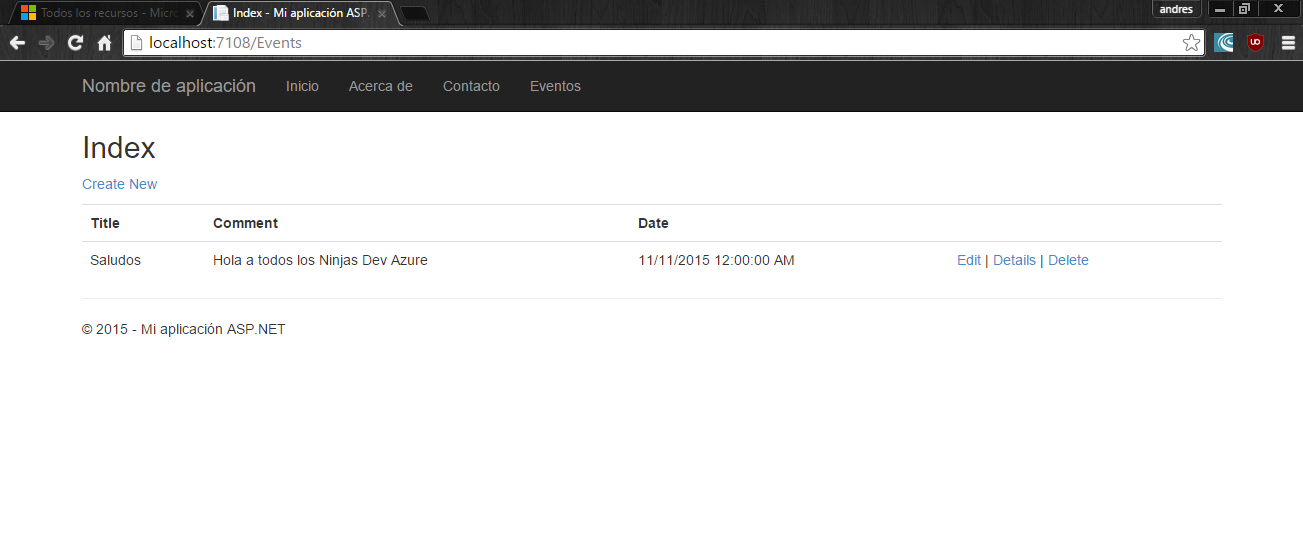 Todos los recursos - Micro
Index - Mi aplicación ASP.
andres
localhost:7108/Events
UO
Nombre de aplicación Inicio Acerca de Contacto Eventos
Index
Create New
Title Comment Date
Saludos Hola a todos los Ninjas Dev Azure 11/11/2015 12:00:00 AM Edit | Details | Delete
© 2015 - Mi aplicación ASP.NET